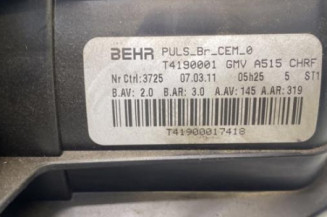 BEHR PULS_Br_CEM_0
T4190001 GMV A515 CHRF
Nr Ctrl:3725 07.03.11 05h25 5 ST1
B.AV: 2.0 B.AR: 3.0 A.AV: 145 A.AR: 319
T41900017418